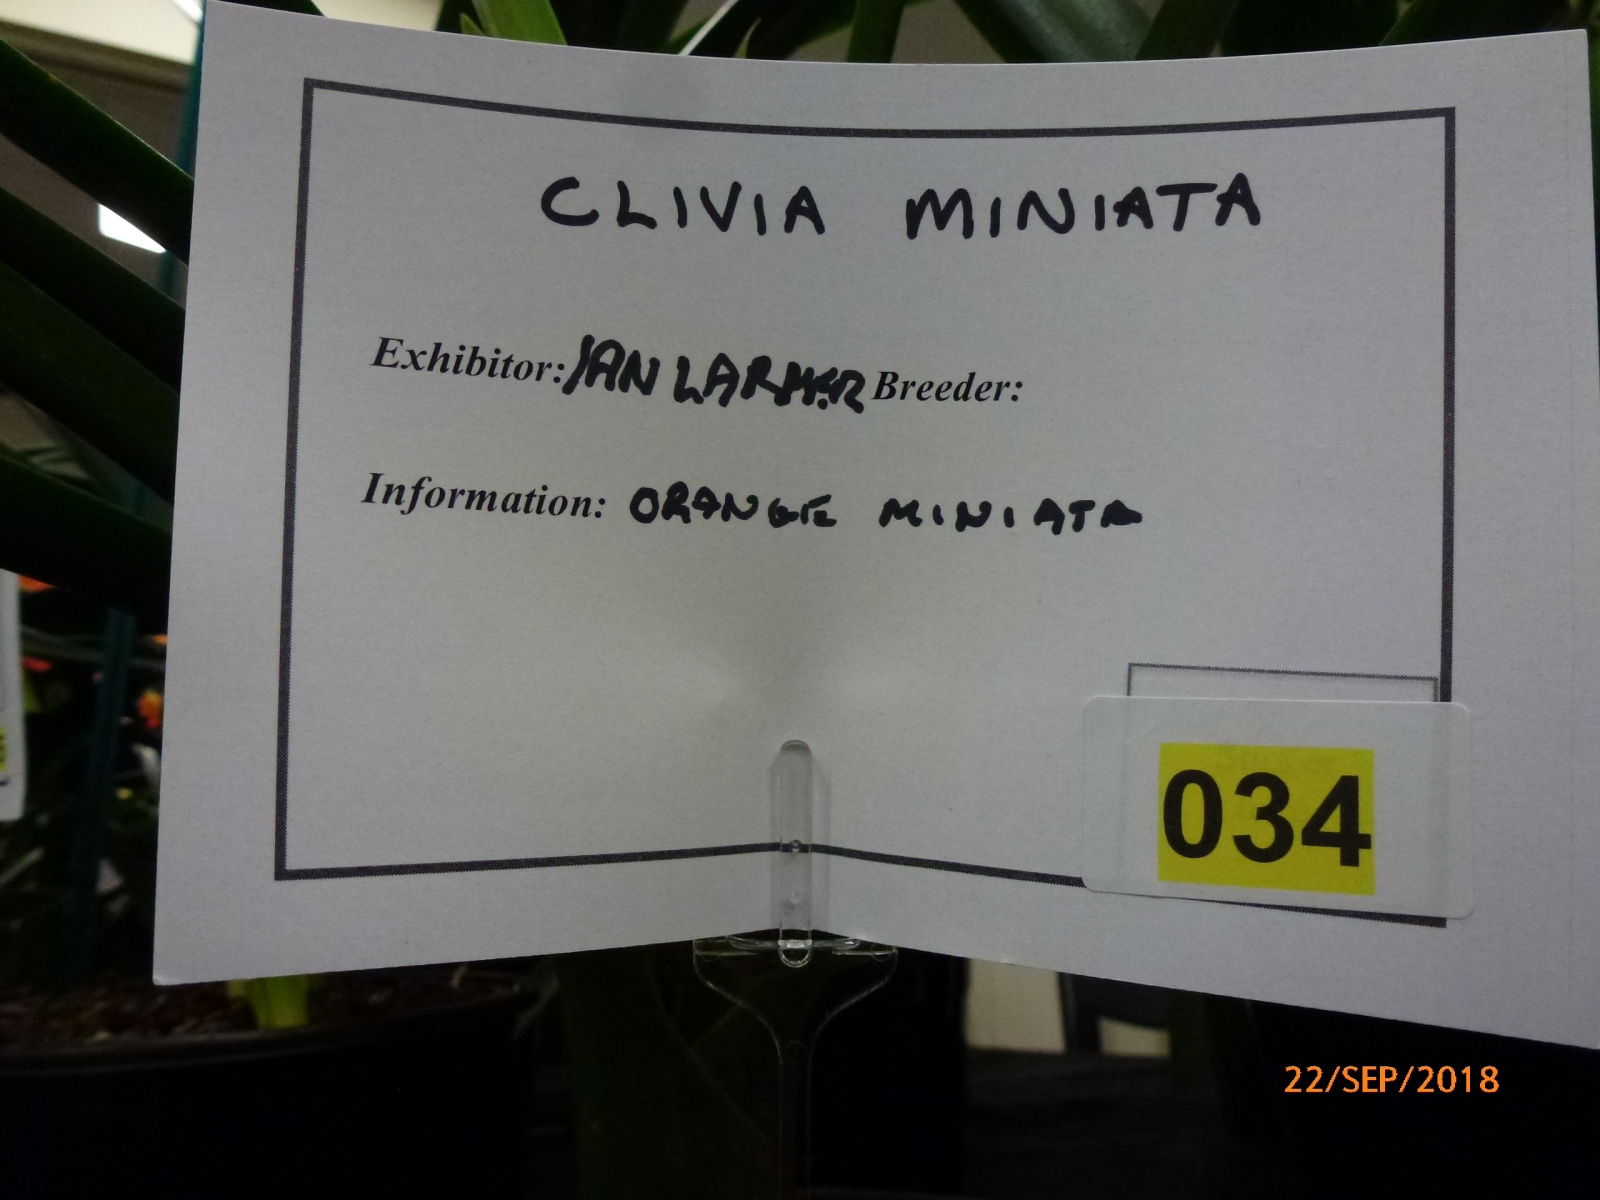 CLIVIA MINIATA
Exhibitor: IAN LARMER Breeder:
Information: ORANGE MINIATA
034
22/SEP/2018